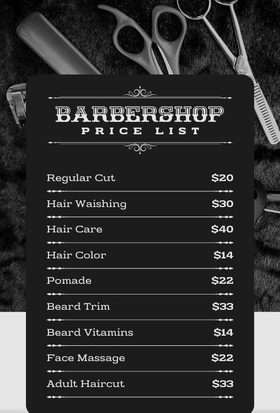 BARBERSHOP
PRICE LIST
Regular Cut $20
Hair Waishing $30
Hair Care $40
Hair Color $14
Pomade $22
Beard Trim $33
Beard Vitamins $14
Face Massage $22
Adult Haircut $33